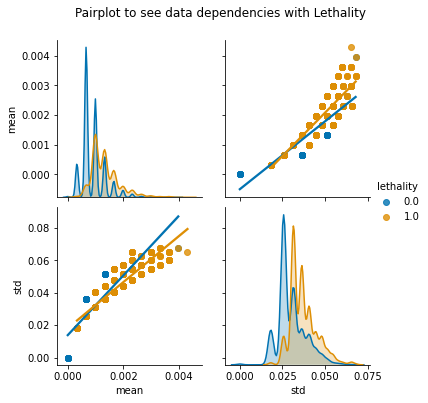 Pairplot to see data dependencies with Lethality
0.004
0.003
0.002
0.001
0.000
mean
lethality
0.0
1.0
0.08
0.06
0.04
0.02
0.00
std
0.000 0.002 0.004
mean
0.000 0.025 0.050 0.075
std